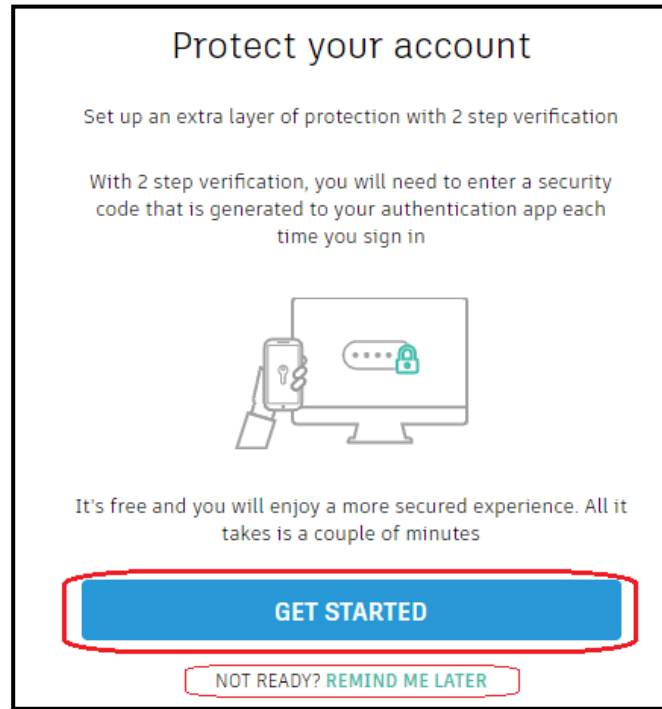 Protect your account
Set up an extra layer of protection with 2 step verification
With 2 step verification, you will need to enter a security
code that is generated to your authentication app each
time you sign in
It's free and you will enjoy a more secured experience. All it
takes is a couple of minutes
GET STARTED
NOT READY? REMIND ME LATER